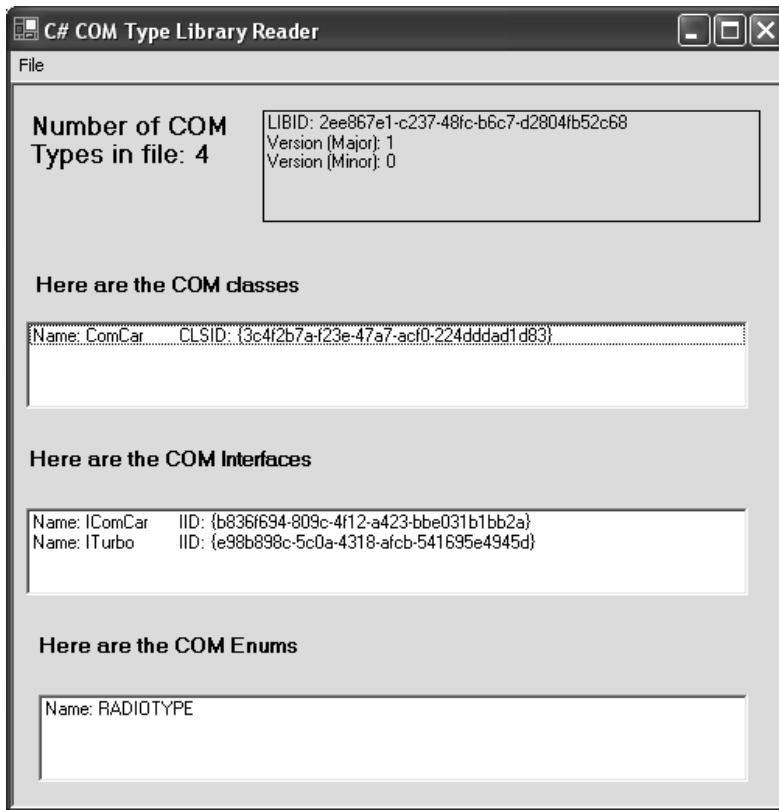 C# COM Type Library Reader
File
Number of COM
Types in file: 4
LIBID: 2ee867e1-c237-48fc-b6c7-d2804fb52c68
Version (Major): 1
Version (Minor): 0
Here are the COM classes
Name: ComCar CLSID: {3c4f2b7a-f23e-47a7-acf0-224dddad1d83}
Here are the COM Interfaces
Name: IComCar IID: {b836f694-809c-4f12-a423-bbe031b1bb2a}
Name: ITurbo IID: {e98b898c-5c0a-4318-afcb-541695e4945d}
Here are the COM Enums
Name: RADIOTYPE